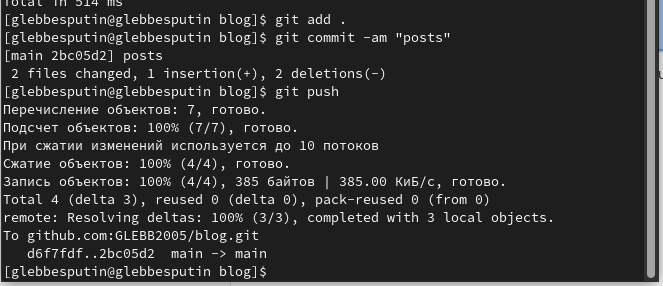 Total in 514 ms
[glebbesputin@glebbesputin blog]$ git add .
[glebbesputin@glebbesputin blog]$ git commit -am "posts"
[main 2bc05d2] posts
 2 files changed, 1 insertion(+), 2 deletions(-)
[glebbesputin@glebbesputin blog]$ git push
Перечисление объектов: 7, готово.
Подсчет объектов: 100% (7/7), готово.
При сжатии изменений используется до 10 потоков
Сжатие объектов: 100% (4/4), готово.
Запись объектов: 100% (4/4), 385 байтов | 385.00 КиБ/с, готово.
Total 4 (delta 3), reused 0 (delta 0), pack-reused 0 (from 0)
remote: Resolving deltas: 100% (3/3), completed with 3 local objects.
To github.com:GLEBB2005/blog.git
   d6f7fdf..2bc05d2  main -> main
[glebbesputin@glebbesputin blog]$